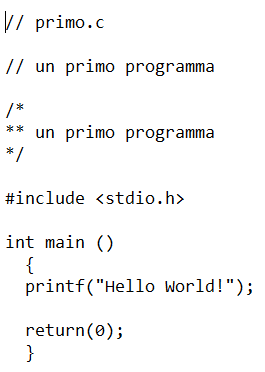 // primo.c
// un primo programma
/*
** un primo programma
*/
#include <stdio.h>
int main ()
{
printf("Hello World!");
return(0);
}